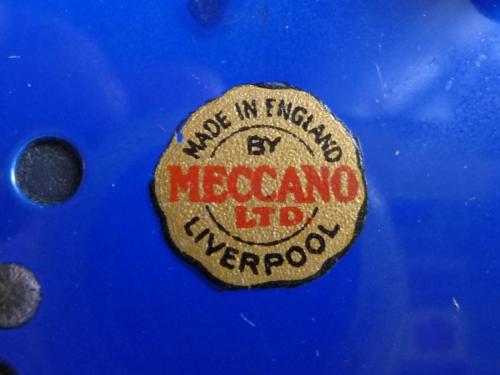 MADE IN ENGLAND
BY
MECCANO
LTD.
LIVERPOOL